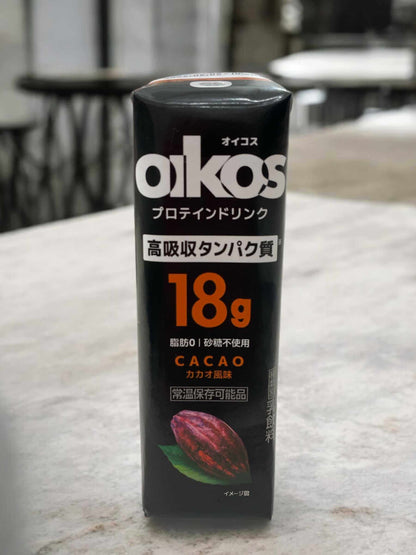 オイコス
oikos
プロテインドリンク
高吸収タンパク質
18g
脂肪0 | 砂糖不使用
CACAO
カカオ風味
常温保存可能品
イメージ図